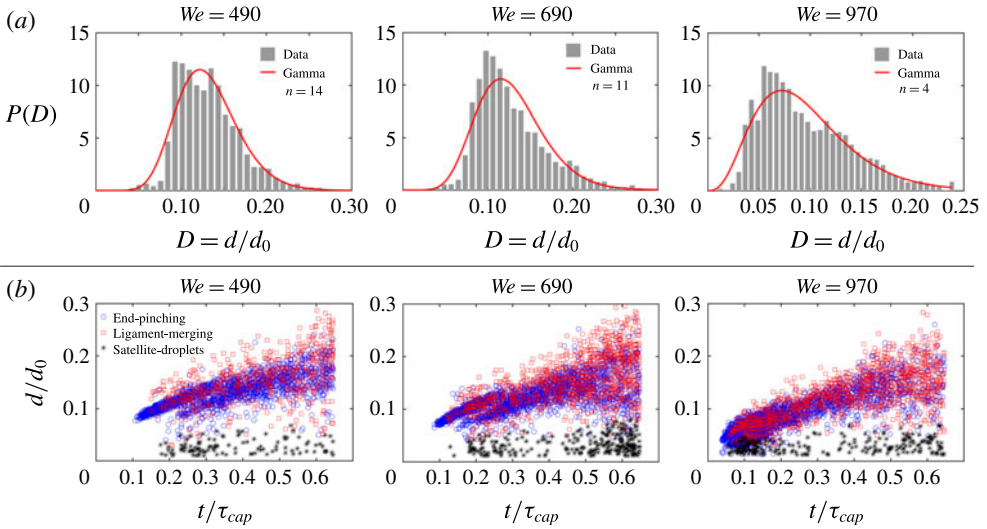 (a)
We = 490
We = 690
We = 970
P(D)
15
10
5
0
0.10
0.20
0.30
Data
Gamma
n = 14
D = d/d0
15
10
5
0
0.10
0.20
0.30
Data
Gamma
n = 11
D = d/d0
15
10
5
0
0.05
0.10
0.15
0.20
0.25
Data
Gamma
n = 4
D = d/d0
(b)
We = 490
We = 690
We = 970
d/d0
0.3
0.2
0.1
0
0.1
0.2
0.3
0.4
0.5
0.6
End-pinching
Ligament-merging
Satellite-droplets
t/τcap
0.3
0.2
0.1
0
0.1
0.2
0.3
0.4
0.5
0.6
t/τcap
0.3
0.2
0.1
0
0.1
0.2
0.3
0.4
0.5
0.6
t/τcap